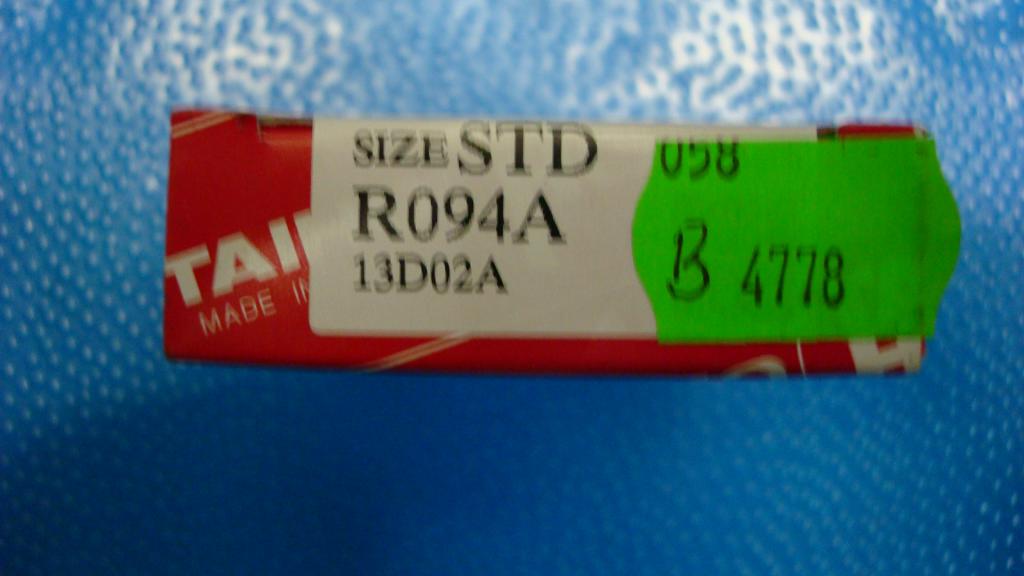 SIZE STD
R094A
13D02A
TAI
MADE IN
058
B 4778